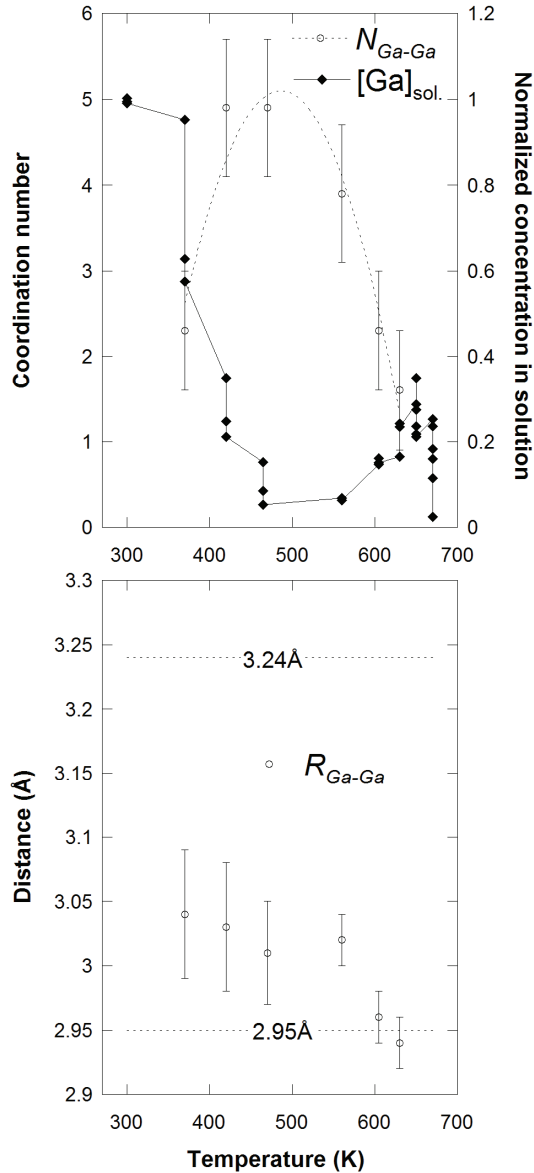 6
5
4
3
2
1
0
Coordination number
N Ga-Ga
[Ga]sol.
1.2
1
0.8
0.6
0.4
0.2
0
Normalized concentration in solution
300 400 500 600 700
3.3
3.25
3.2
3.15
3.1
3.05
3
2.95
2.9
Distance (Å)
3.24Å
R Ga-Ga
2.95Å
300 400 500 600 700
Temperature (K)